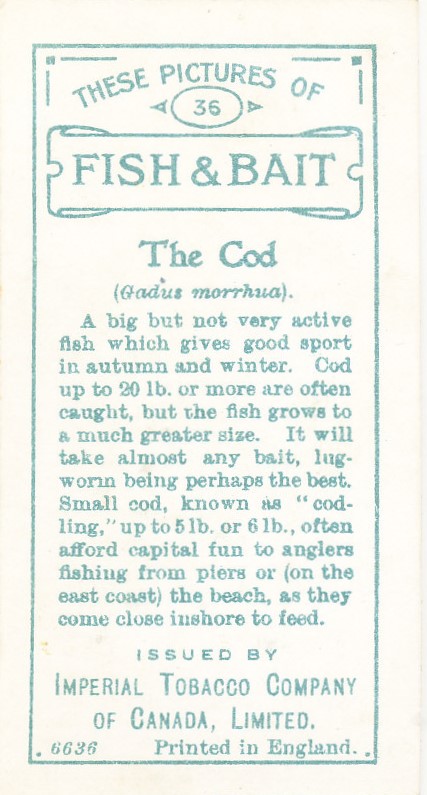 THESE PICTURES OF
36
FISH & BAIT
The Cod
(Gadus morrhua).
A big but not very active
fish which gives good sport
in autumn and winter. Cod
up to 20 lb. or more are often
caught, but the fish grows to
a much greater size. It will
take almost any bait, lug-
worm being perhaps the best.
Small cod, known as "cod-
ling," up to 5 lb. or 6 lb., often
afford capital fun to anglers
fishing from piers or (on the
east coast) the beach, as they
come close inshore to feed.
ISSUED BY
IMPERIAL TOBACCO COMPANY
OF CANADA, LIMITED.
6636 Printed in England.